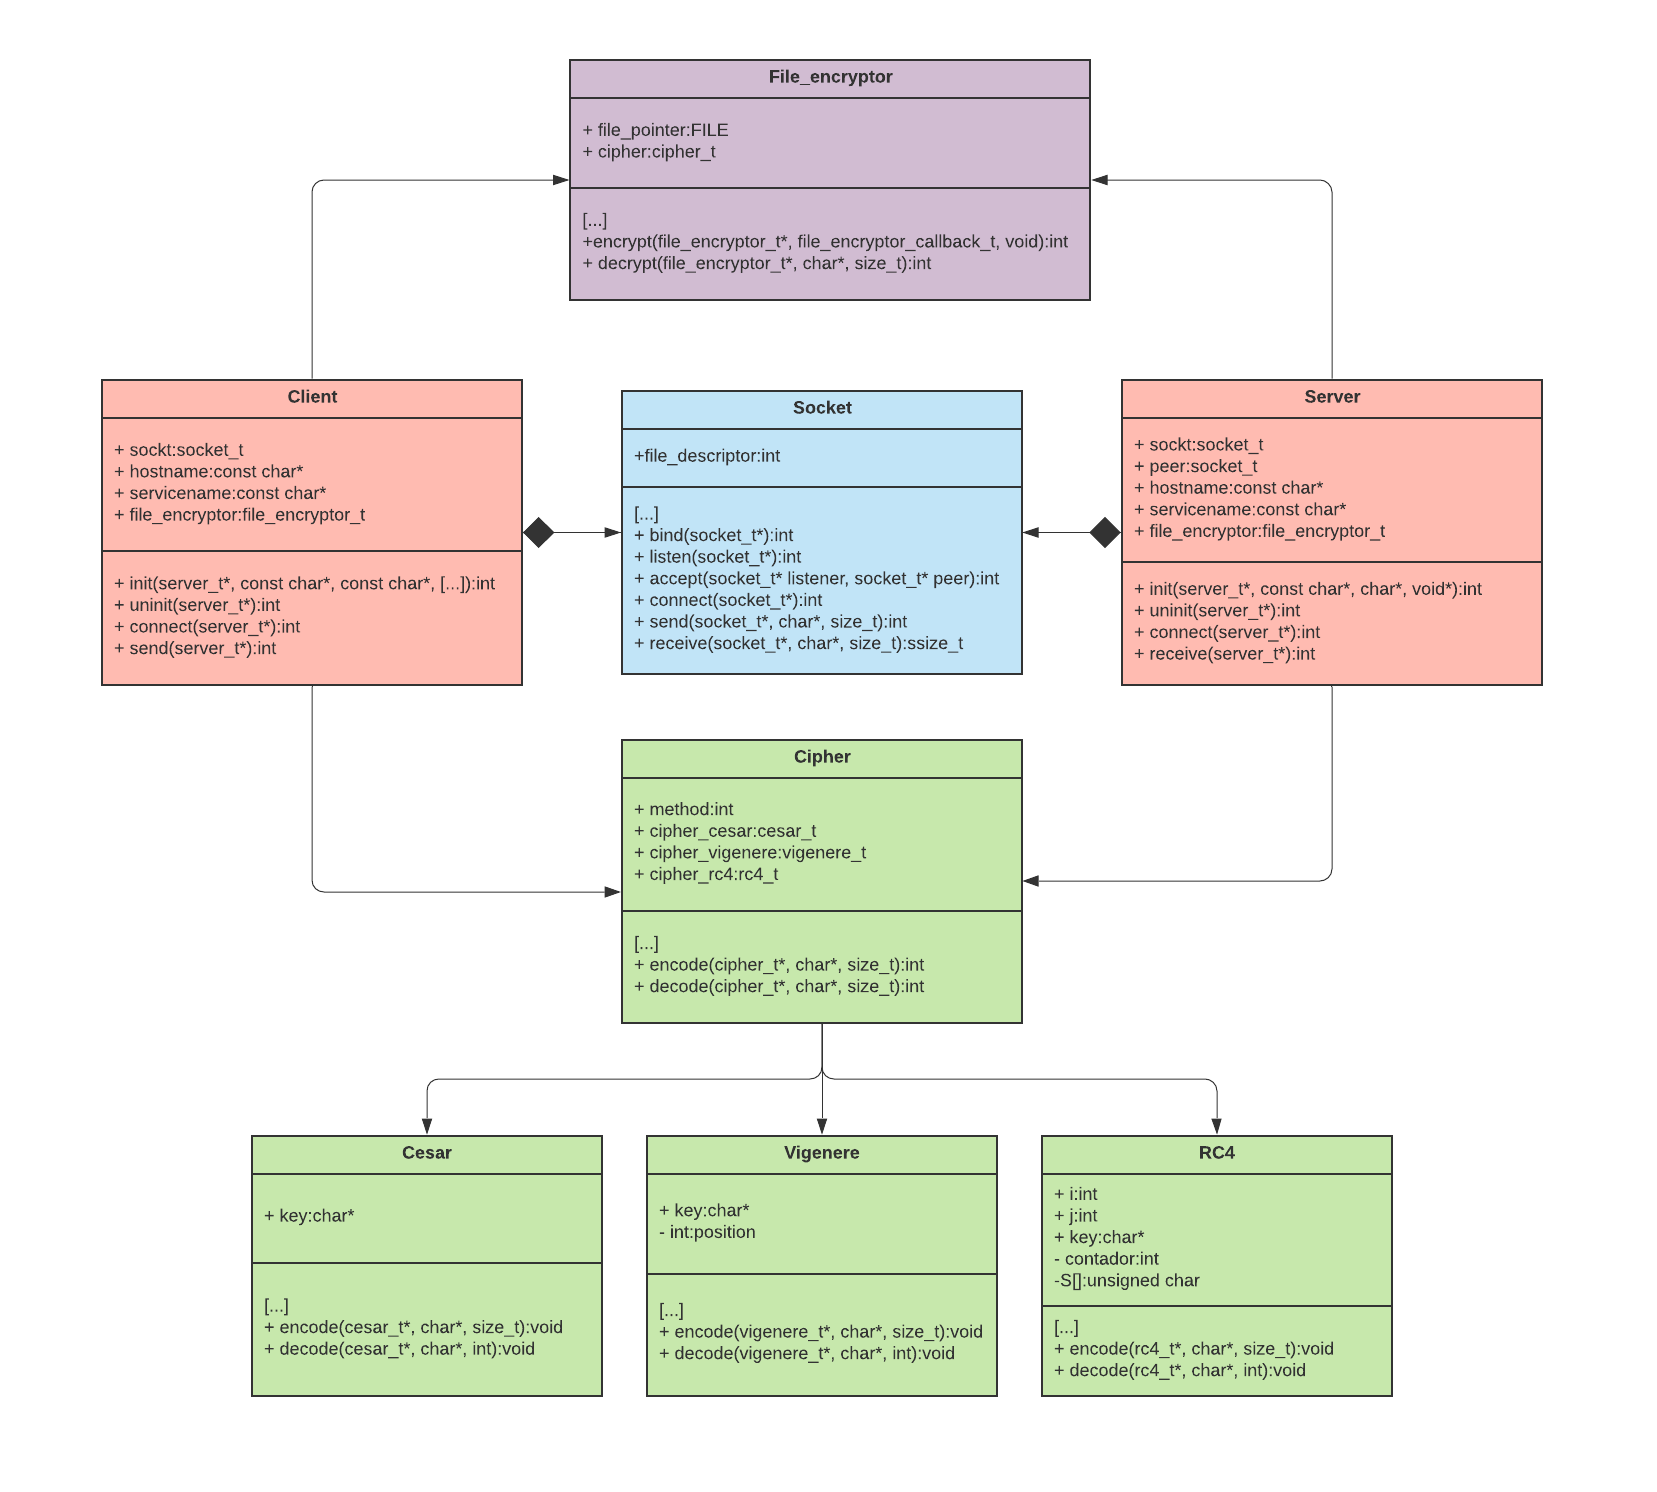 File_encryptor
+ file_pointer:FILE
+ cipher:cipher_t
[...]
+encrypt(file_encryptor_t*, file_encryptor_callback_t, void):int
+ decrypt(file_encryptor_t*, char*, size_t):int
Client
+ sockt:socket_t
+ hostname:const char*
+ servicename:const char*
+ file_encryptor:file_encryptor_t
+ init(server_t*, const char*, const char*, [...]):int
+ uninit(server_t*):int
+ connect(server_t*):int
+ send(server_t*):int
Socket
+file_descriptor:int
[...]
+ bind(socket_t*):int
+ listen(socket_t*):int
+ accept(socket_t* listener, socket_t* peer):int
+ connect(socket_t*):int
+ send(socket_t*, char*, size_t):int
+ receive(socket_t*, char*, size_t):ssize_t
Server
+ sockt:socket_t
+ peer:socket_t
+ hostname:const char*
+ servicename:const char*
+ file_encryptor:file_encryptor_t
+ init(server_t*, const char*, char*, void*):int
+ uninit(server_t*):int
+ connect(server_t*):int
+ receive(server_t*):int
Cipher
+ method:int
+ cipher_cesar:cesar_t
+ cipher_vigenere:vigenere_t
+ cipher_rc4:rc4_t
[...]
+ encode(cipher_t*, char*, size_t):int
+ decode(cipher_t*, char*, size_t):int
Cesar
+ key:char*
[...]
+ encode(cesar_t*, char*, size_t):void
+ decode(cesar_t*, char*, int):void
Vigenere
+ key:char*
- int:position
[...]
+ encode(vigenere_t*, char*, size_t):void
+ decode(vigenere_t*, char*, int):void
RC4
+ i:int
+ j:int
+ key:char*
- contador:int
-S[]:unsigned char
[...]
+ encode(rc4_t*, char*, size_t):void
+ decode(rc4_t*, char*, int):void